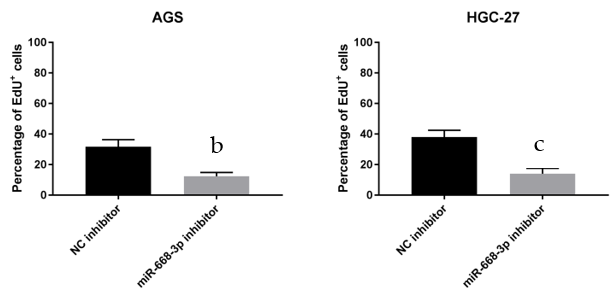 AGS
Percentage of EdU⁺ cells
100
80
60
40
20
0
b
NC inhibitor
miR-668-3p inhibitor
HGC-27
Percentage of EdU⁺ cells
100
80
60
40
20
0
c
NC inhibitor
miR-668-3p inhibitor